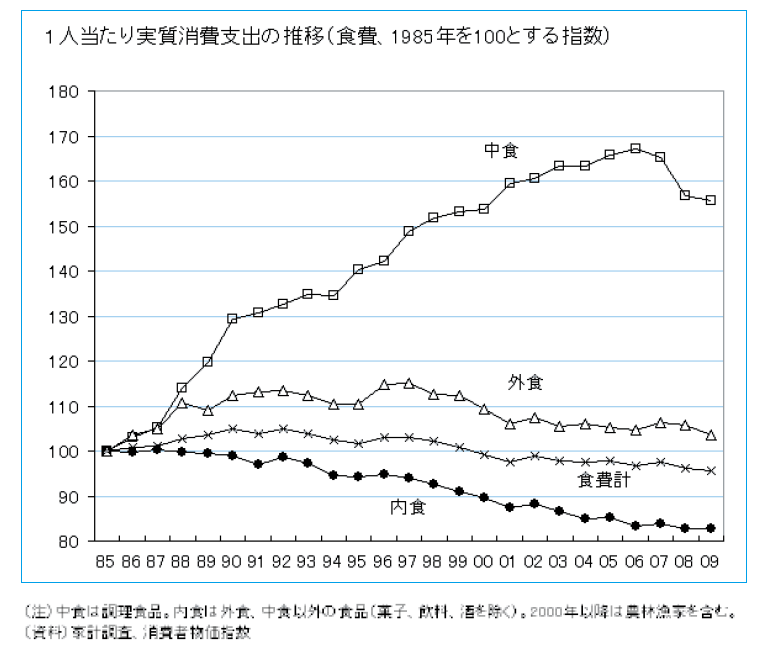 1人当たり実質消費支出の推移(食費、1985年を100とする指数)
180
170
中食
160
150
140
130
120
外食
110
100
食費計
90
内食
80
85 86 87 88 89 90 91 92 93 94 95 96 97 98 99 00 01 02 03 04 05 06 07 08 09
(注)中食は調理食品。内食は外食、中食以外の食品(菓子、飲料、酒を除く)。2000年以降は農林漁家を含む。
(資料)家計調査、消費者物価指数